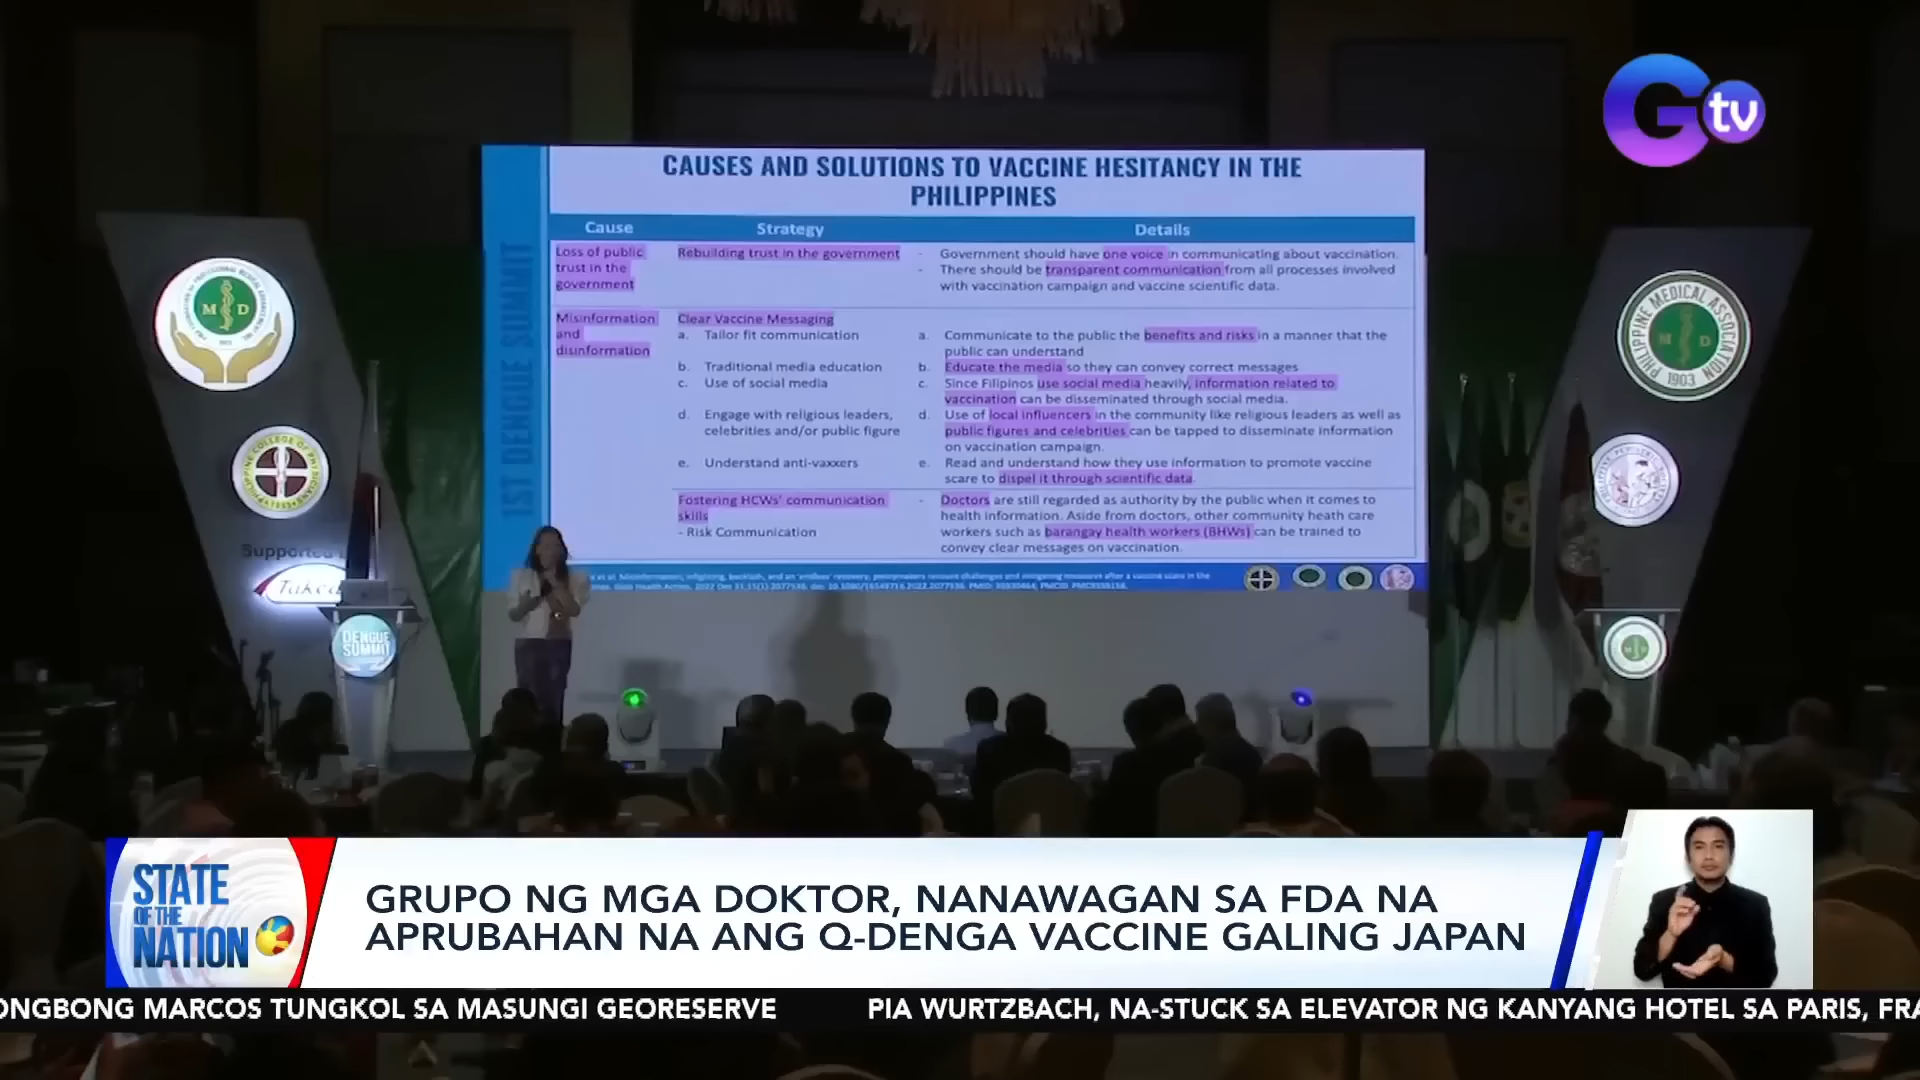 G tv
CAUSES AND SOLUTIONS TO VACCINE HESITANCY IN THE
PHILIPPINES
1ST DENGUE SUMMIT
Cause Strategy Details
Loss of public
trust in the
government
Rebuilding trust in the government
- Government should have one voice in communicating about vaccination.
- There should be transparent communication from all processes involved
with vaccination campaign and vaccine scientific data.
Misinformation
and
disinformation
Clear Vaccine Messaging
a. Tailor fit communication
a. Communicate to the public the benefits and risks in a manner that the
public can understand
b. Traditional media education
b. Educate the media so they can convey correct messages
c. Use of social media
c. Since Filipinos use social media heavily, information related to
vaccination can be disseminated through social media.
d. Engage with religious leaders,
celebrities and/or public figure
d. Use of local influencers in the community like religious leaders as well as
public figures and celebrities can be tapped to disseminate information
on vaccination campaign.
e. Understand anti-vaxxers
e. Read and understand how they use information to promote vaccine
scare to dispel it through scientific data
Fostering HCWs' communication
skills
- Risk Communication
- Doctors are still regarded as authority by the public when it comes to
health information. Aside from doctors, other community heath care
workers such as barangay health workers (BHWs) can be trained to
convey clear messages on vaccination.
M D
PHILIPPINE MEDICAL ASSOCIATION
M D
1903
PHILIPPINE COLLEGE OF PHYSICIANS
Supported
Takeda
DENGUE
SUMMIT
STATE
OF THE
NATION
GRUPO NG MGA DOKTOR, NANAWAGAN SA FDA NA
APRUBAHAN NA ANG Q-DENGA VACCINE GALING JAPAN
ONGBONG MARCOS TUNGKOL SA MASUNGI GEORESERVE PIA WURTZBACH, NA-STUCK SA ELEVATOR NG KANYANG HOTEL SA PARIS, FRA